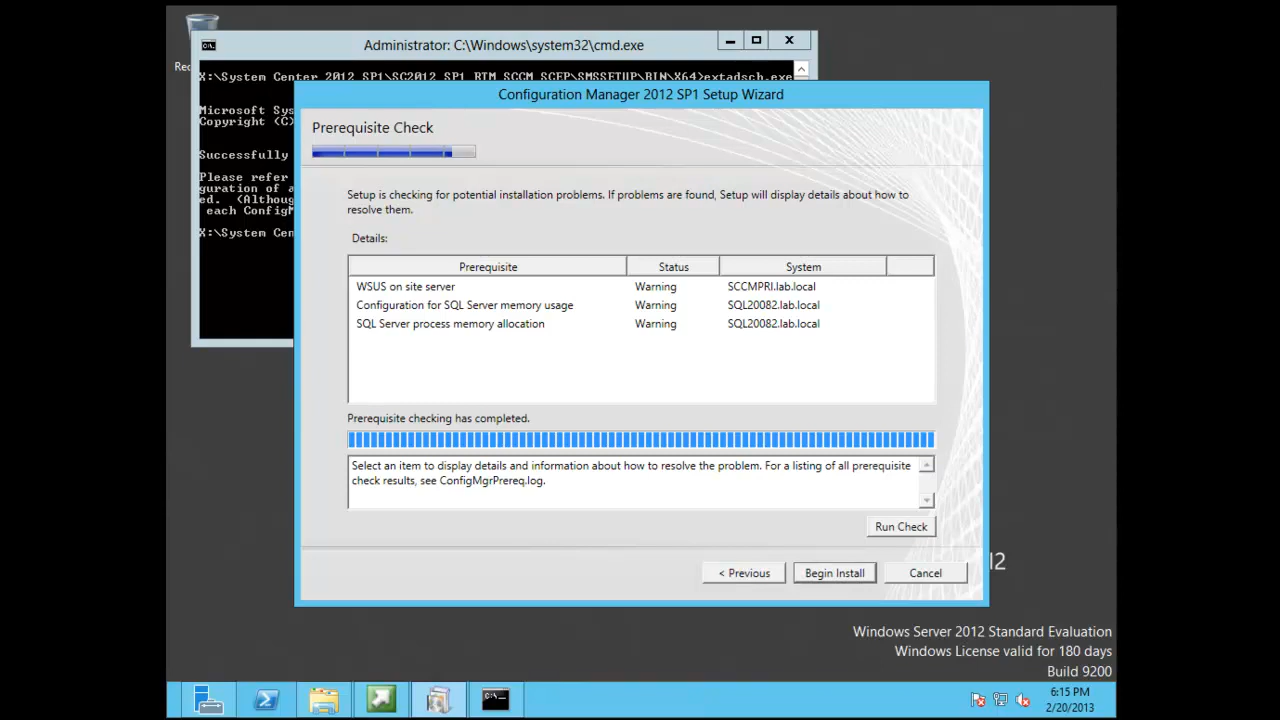 Administrator: C:\Windows\system32\cmd.exe
Rec
X:\System Center 2012 SP1\SC2012 SP1 RTM SCCM SCEP\SMSSETUP\BIN\X64>extadsch.exe
Configuration Manager 2012 SP1 Setup Wizard
Microsoft Sys
Copyright (C)
Successfully
Please refer
guration of a
ed. (Althoug
each ConfigM
X:\System Cen
Prerequisite Check
Setup is checking for potential installation problems. If problems are found, Setup will display details about how to
resolve them.
Details:
Prerequisite Status System
WSUS on site server Warning SCCMPRI.lab.local
Configuration for SQL Server memory usage Warning SQL20082.lab.local
SQL Server process memory allocation Warning SQL20082.lab.local
Prerequisite checking has completed.
Select an item to display details and information about how to resolve the problem. For a listing of all prerequisite
check results, see ConfigMgrPrereq.log.
Run Check
< Previous Begin Install Cancel
12
Windows Server 2012 Standard Evaluation
Windows License valid for 180 days
Build 9200
6:15 PM
2/20/2013